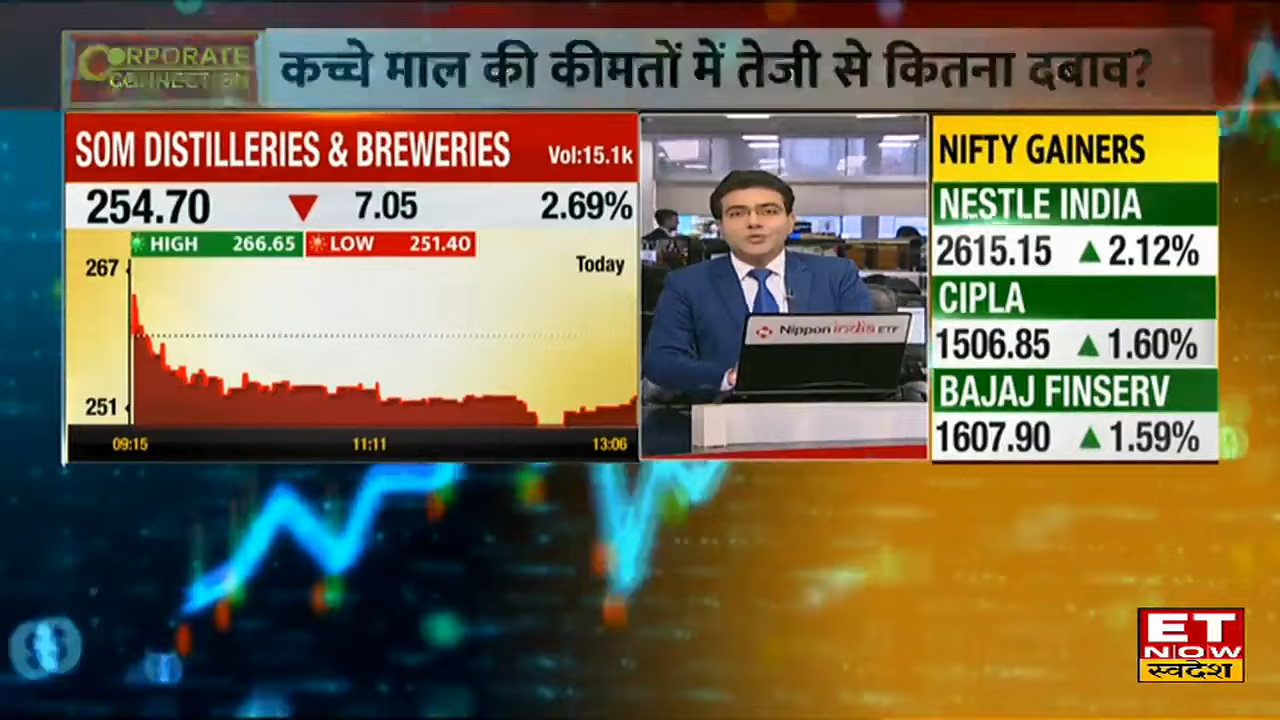 CORPORATE
CONNECTION
कच्चे माल की कीमतों में तेजी से कितना दबाव?
SOM DISTILLERIES & BREWERIES Vol:15.1k
254.70 ▼ 7.05 2.69%
HIGH 266.65 LOW 251.40
Today
267
251
09:15 11:11 13:06
Nippon india ETF
NIFTY GAINERS
NESTLE INDIA
2615.15 ▲ 2.12%
CIPLA
1506.85 ▲ 1.60%
BAJAJ FINSERV
1607.90 ▲ 1.59%
ET
NOW
स्वदेश